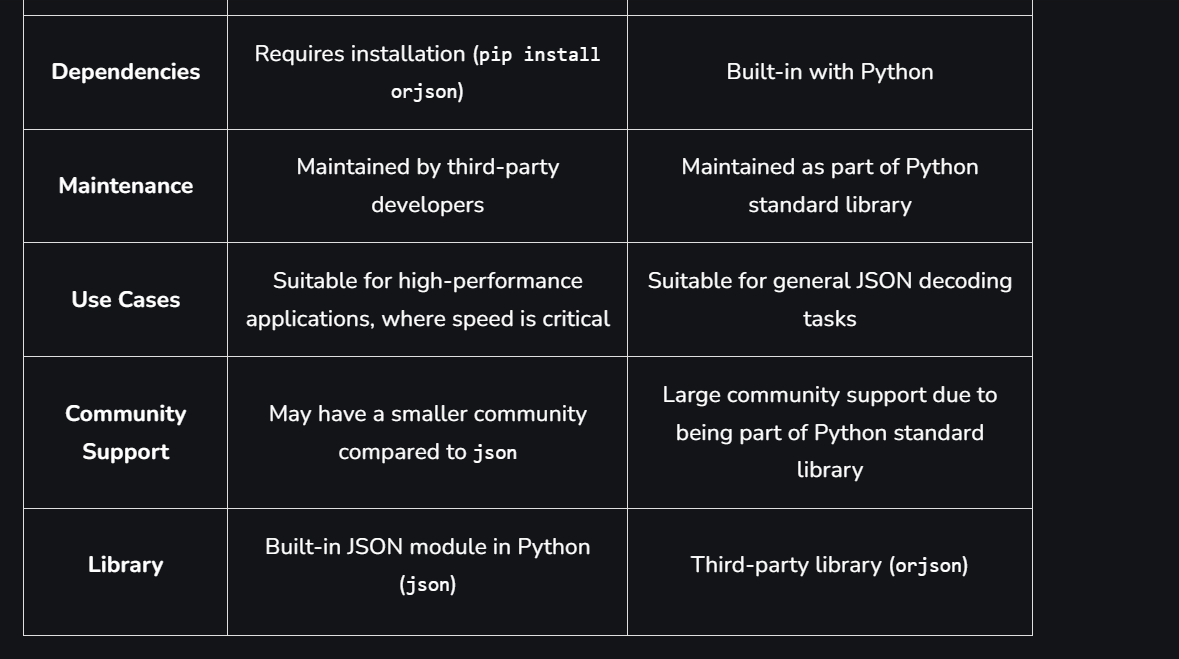 Dependencies
Requires installation (pip install
orjson)
Built-in with Python
Maintenance
Maintained by third-party
developers
Maintained as part of Python
standard library
Use Cases
Suitable for high-performance
applications, where speed is critical
Suitable for general JSON decoding
tasks
Community
Support
May have a smaller community
compared to json
Large community support due to
being part of Python standard
library
Library
Built-in JSON module in Python
(json)
Third-party library (orjson)